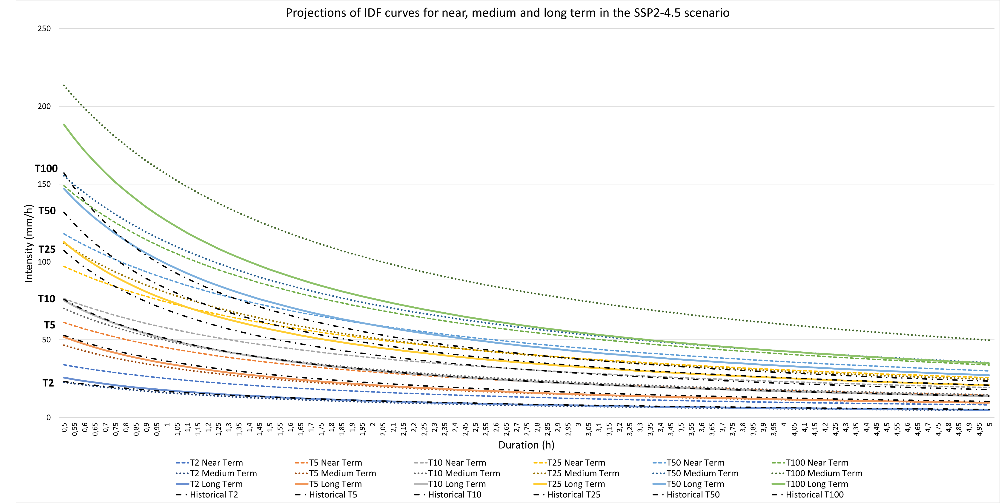 Projections of IDF curves for near, medium and long term in the SSP2-4.5 scenario
250
200
150
100
50
0
T100
T50
T25
T10
T5
T2
Intensity (mm/h)
0,5 0,55 0,6 0,65 0,7 0,75 0,8 0,85 0,9 0,95 1 1,05 1,1 1,15 1,2 1,25 1,3 1,35 1,4 1,45 1,5 1,55 1,6 1,65 1,7 1,75 1,8 1,85 1,9 1,95 2 2,05 2,1 2,15 2,2 2,25 2,3 2,35 2,4 2,45 2,5 2,55 2,6 2,65 2,7 2,75 2,8 2,85 2,9 2,95 3 3,05 3,1 3,15 3,2 3,25 3,3 3,35 3,4 3,45 3,5 3,55 3,6 3,65 3,7 3,75 3,8 3,85 3,9 3,95 4 4,05 4,1 4,15 4,2 4,25 4,3 4,35 4,4 4,45 4,5 4,55 4,6 4,65 4,7 4,75 4,8 4,85 4,9 4,95 5
Duration (h)
T2 Near Term T5 Near Term T10 Near Term T25 Near Term T50 Near Term T100 Near Term
T2 Medium Term T5 Medium Term T10 Medium Term T25 Medium Term T50 Medium Term T100 Medium Term
T2 Long Term T5 Long Term T10 Long Term T25 Long Term T50 Long Term T100 Long Term
Historical T2 Historical T5 Historical T10 Historical T25 Historical T50 Historical T100